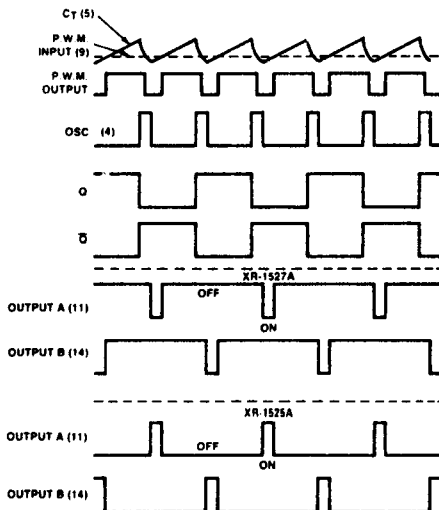 CT (5)
P.W.M.
INPUT (9)
P.W.M.
OUTPUT
OSC (4)
Q
Q̅
XR-1527A
OUTPUT A (11)
OFF
ON
OUTPUT B (14)
XR-1525A
OUTPUT A (11)
OFF
ON
OUTPUT B (14)